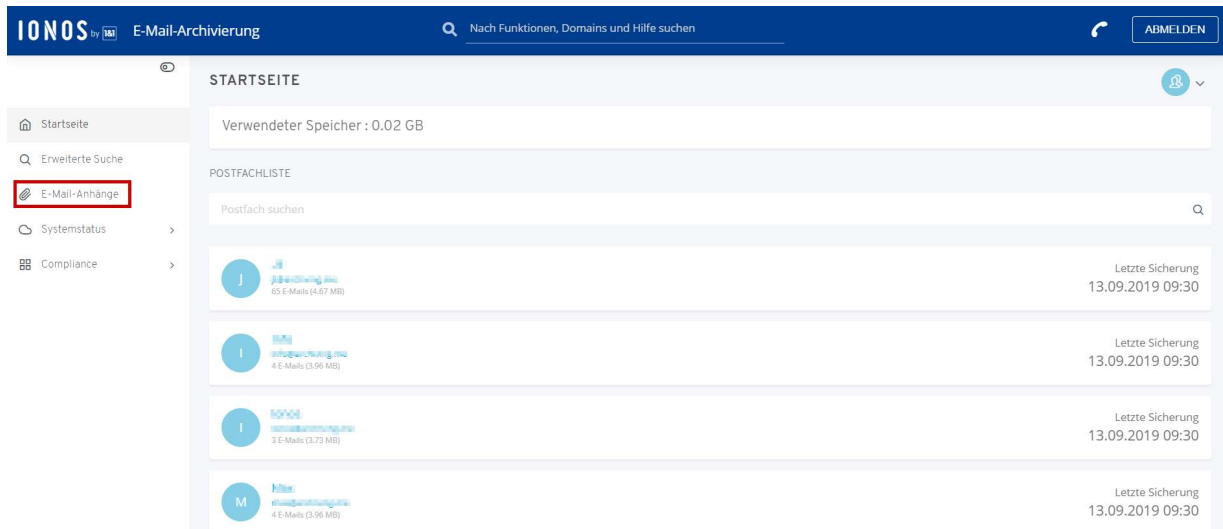 IONOS by 1&1 E-Mail-Archivierung
Nach Funktionen, Domains und Hilfe suchen
ABMELDEN
STARTSEITE
Startseite
Erweiterte Suche
E-Mail-Anhänge
Systemstatus
Compliance
Verwendeter Speicher : 0.02 GB
POSTFACHLISTE
Postfach suchen
J
65 E-Mails (4.67 MB)
Letzte Sicherung
13.09.2019 09:30
I
4 E-Mails (3.96 MB)
Letzte Sicherung
13.09.2019 09:30
I
3 E-Mails (3.73 MB)
Letzte Sicherung
13.09.2019 09:30
M
4 E-Mails (3.96 MB)
Letzte Sicherung
13.09.2019 09:30